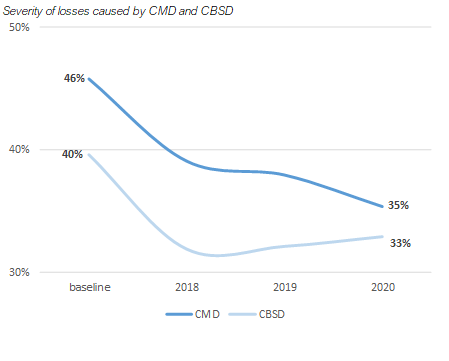 Severity of losses caused by CMD and CBSD
50%
46%
40%
40%
35%
33%
30%
baseline 2018 2019 2020
CMD CBSD